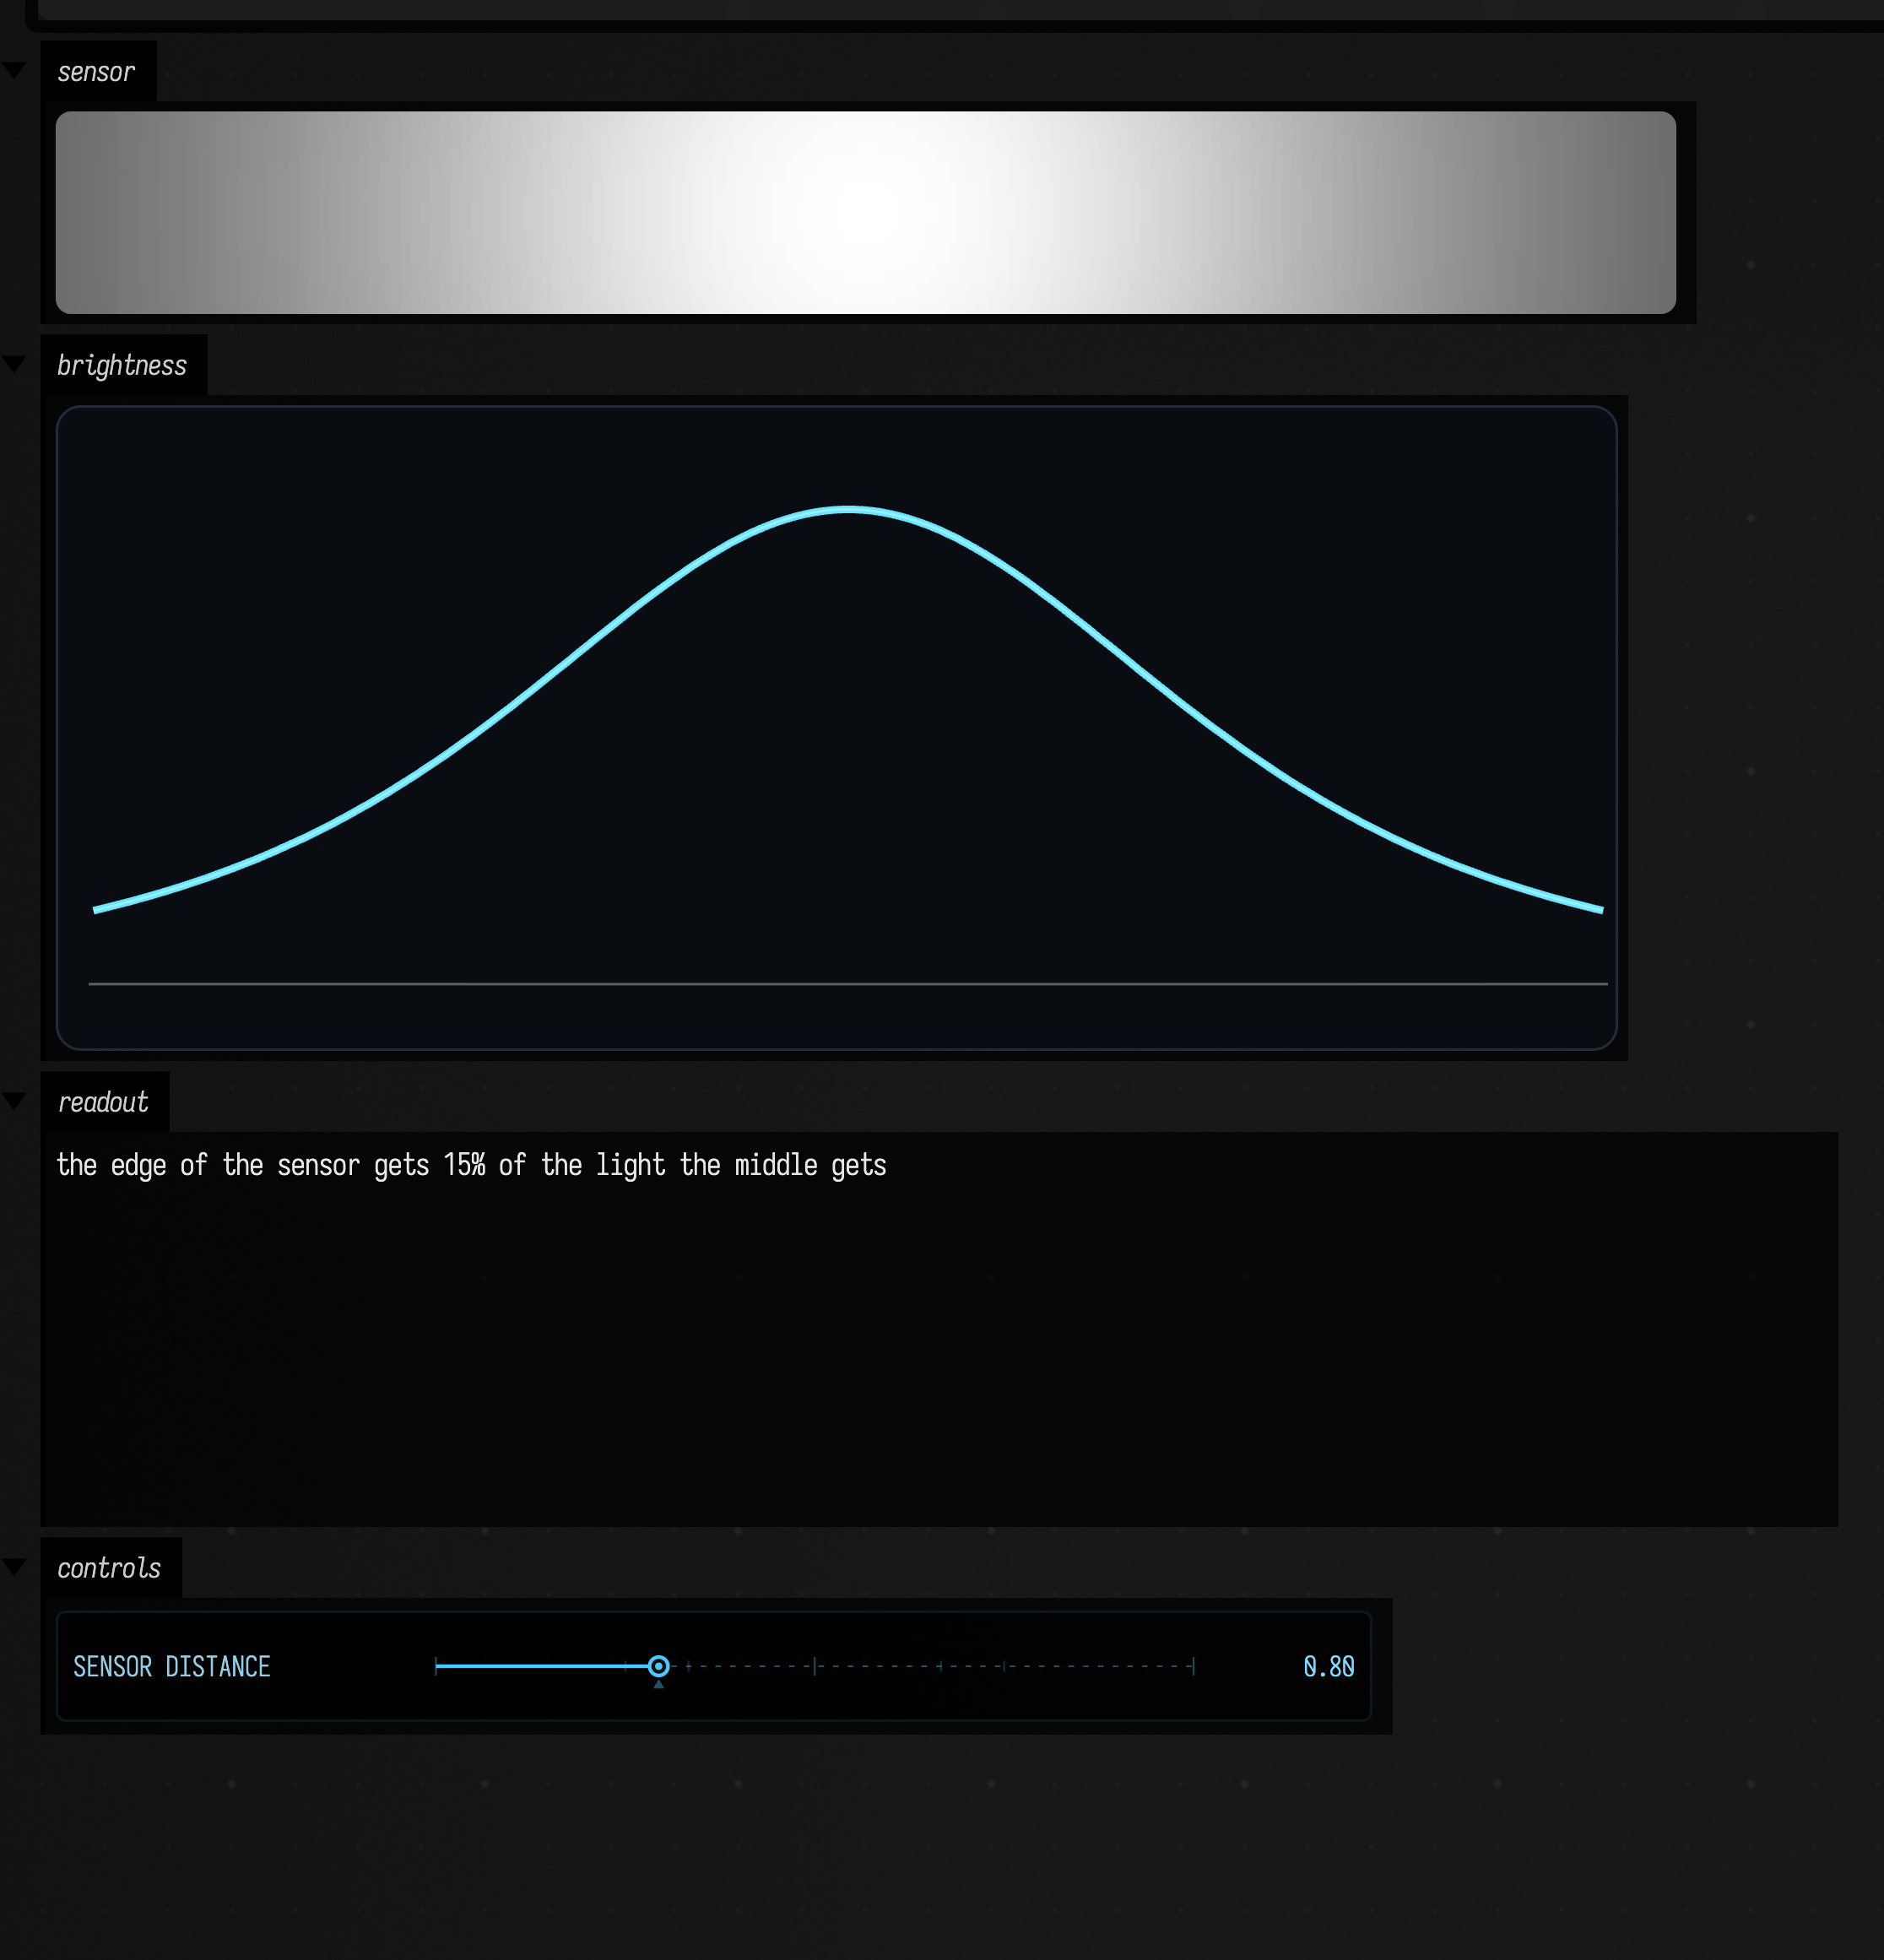 sensor
brightness
readout
the edge of the sensor gets 15% of the light the middle gets
controls
SENSOR DISTANCE 0.80